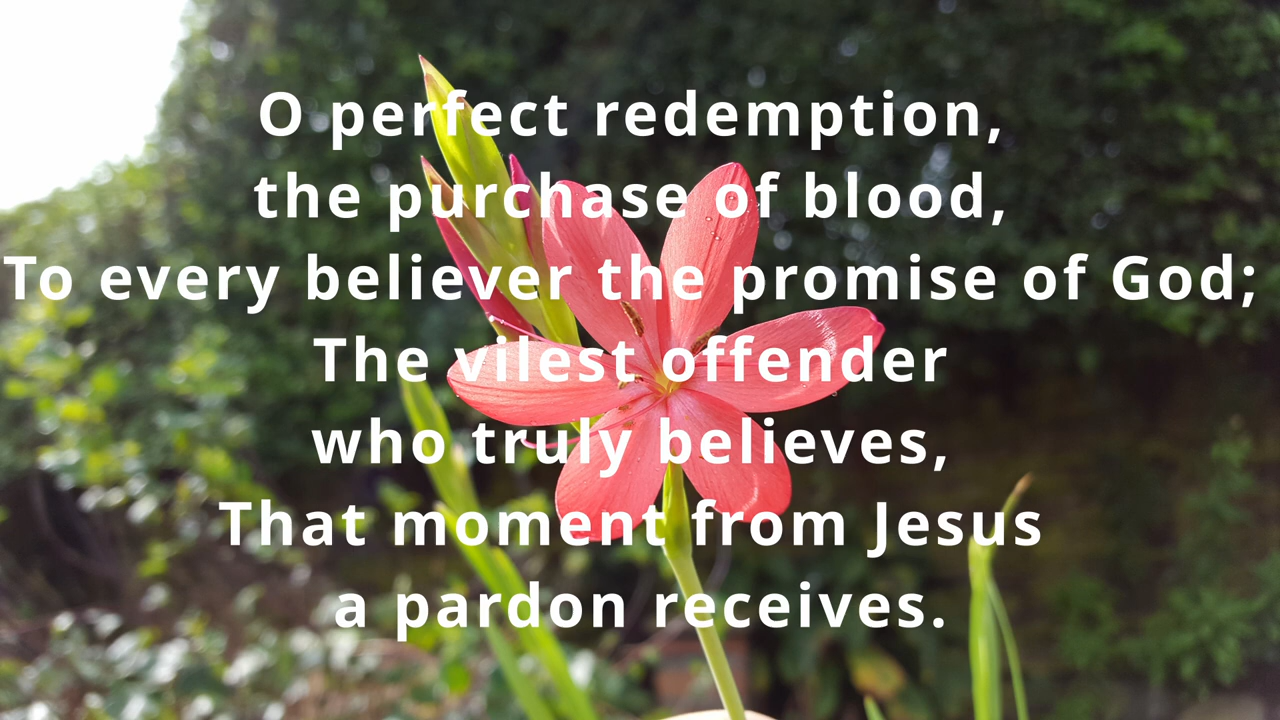 O perfect redemption,
the purchase of blood,
To every believer the promise of God;
The vilest offender
who truly believes,
That moment from Jesus
a pardon receives.